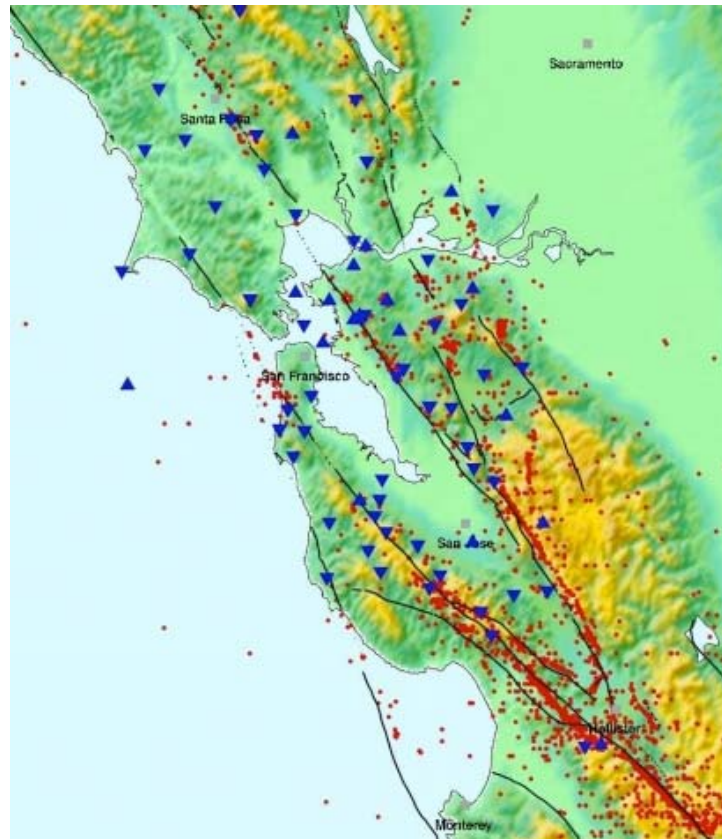 Sacramento
Santa Rosa
San Francisco
San Jose
Hollister
Monterey